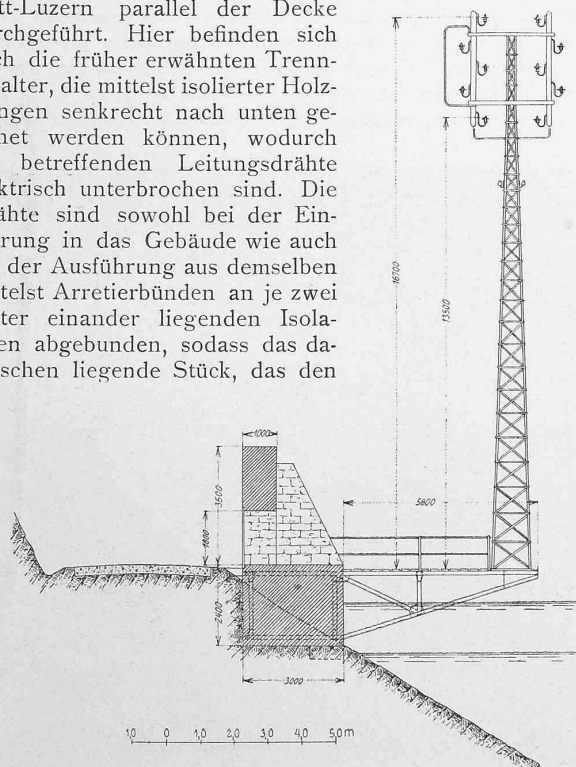 tt-Luzern parallel der Decke
rchgeführt. Hier befinden sich
ch die früher erwähnten Trenn-
alter, die mittelst isolierter Holz-
ngen senkrecht nach unten ge-
net werden können, wodurch
betreffenden Leitungsdrähte
ktrisch unterbrochen sind. Die
ähte sind sowohl bei der Ein-
rung in das Gebäude wie auch
der Ausführung aus demselben
ttelst Arretierbünden an je zwei
ter einander liegenden Isola-
en abgebunden, sodass das da-
schen liegende Stück, das den
16700
13500
1000
3500
1800
5800
2400
3000
1,0 0 1,0 2,0 3,0 4,0 5,0 m